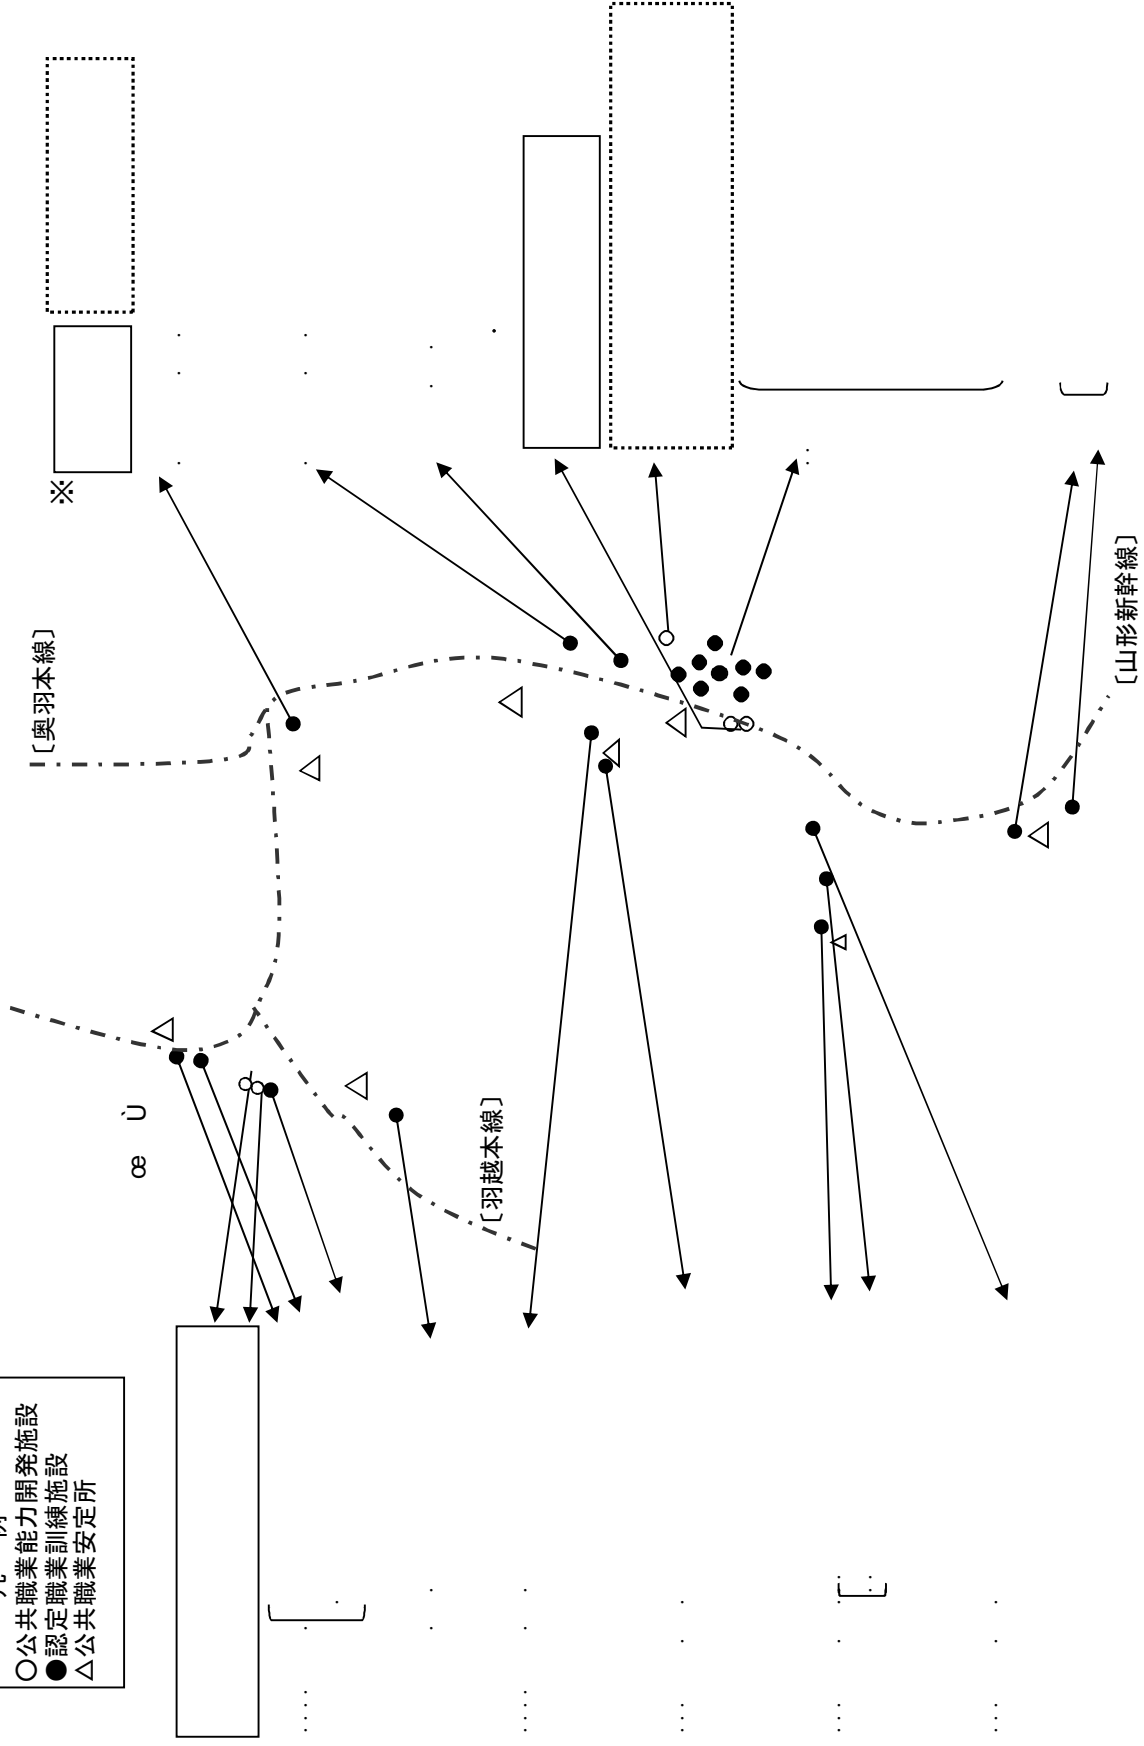 〔奥羽本線〕
※
〔山形新幹線〕
〔羽越本線〕
œ Ù
凡 例
○公共職業能力開発施設
●認定職業訓練施設
△公共職業安定所